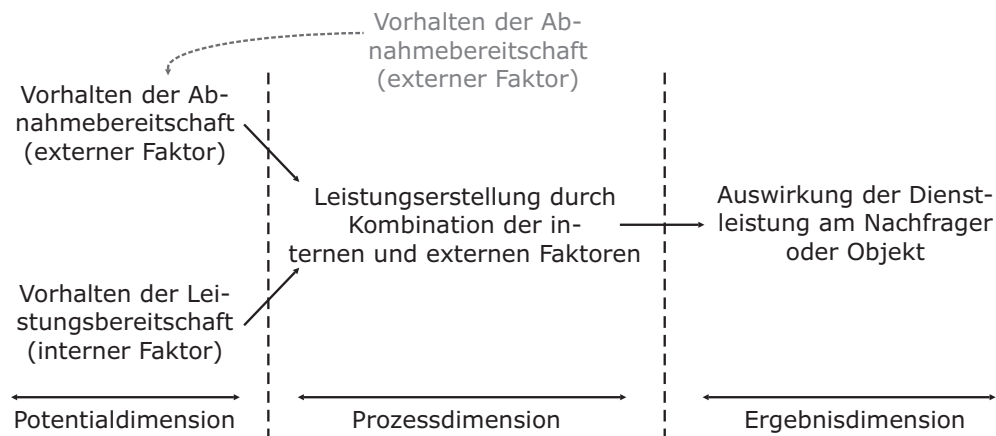 Vorhalten der Ab-
nahmebereitschaft
(externer Faktor)
Vorhalten der Ab-
nahmebereitschaft
(externer Faktor)
Leistungserstellung durch
Kombination der in-
ternen und externen Faktoren
Auswirkung der Dienst-
leistung am Nachfrager
oder Objekt
Vorhalten der Lei-
stungsbereitschaft
(interner Faktor)
Potentialdimension
Prozessdimension
Ergebnisdimension